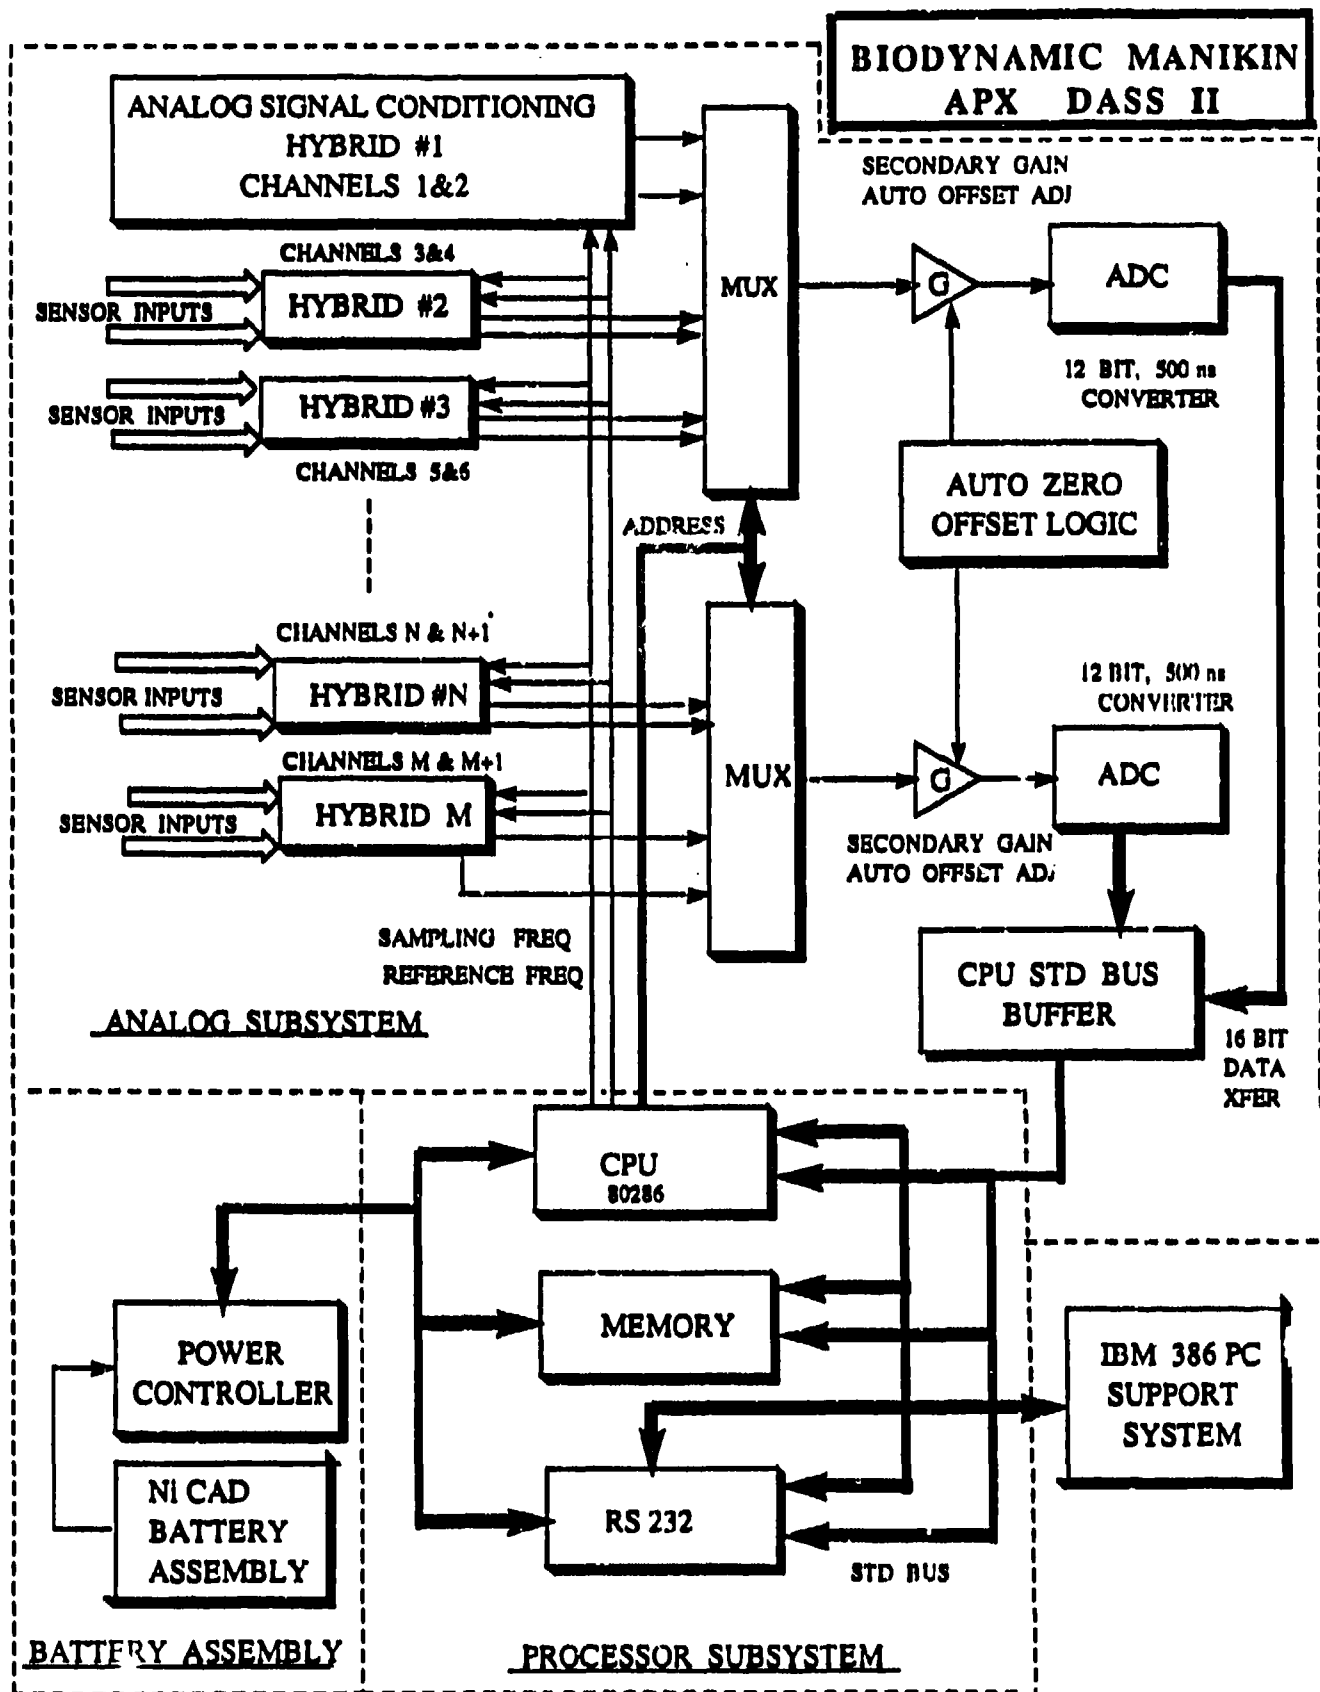 BIODYNAMIC MANIKIN
APX DASS II
ANALOG SIGNAL CONDITIONING
HYBRID #1
CHANNELS 1&2
SECONDARY GAIN
AUTO OFFSET ADJ
CHANNELS 3&4
HYBRID #2
SENSOR INPUTS
MUX
G
ADC
12 BIT, 500 ns
CONVERTER
HYBRID #3
SENSOR INPUTS
CHANNELS 5&6
AUTO ZERO
OFFSET LOGIC
ADDRESS
CHANNELS N & N+1
HYBRID #N
SENSOR INPUTS
12 BIT, 500 ns
CONVERTER
CHANNELS M & M+1
HYBRID M
SENSOR INPUTS
MUX
G
ADC
SECONDARY GAIN
AUTO OFFSET ADJ
SAMPLING FREQ
REFERENCE FREQ
CPU STD BUS
BUFFER
ANALOG SUBSYSTEM
16 BIT
DATA
XFER
CPU
80286
MEMORY
POWER
CONTROLLER
IBM 386 PC
SUPPORT
SYSTEM
Ni CAD
BATTERY
ASSEMBLY
RS 232
STD BUS
BATTERY ASSEMBLY
PROCESSOR SUBSYSTEM